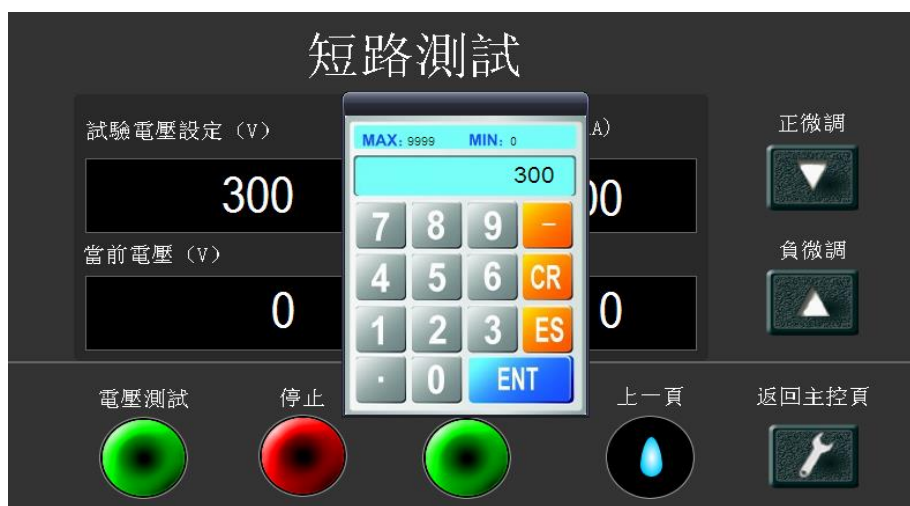 短路測試
試驗電壓設定（V）
A）
正微調
MAX: 9999 MIN: 0
300
300
00
7 8 9 -
當前電壓（V）
負微調
4 5 6 CR
0
0
1 2 3 ES
. 0 ENT
電壓測試 停止 上一頁 返回主控頁